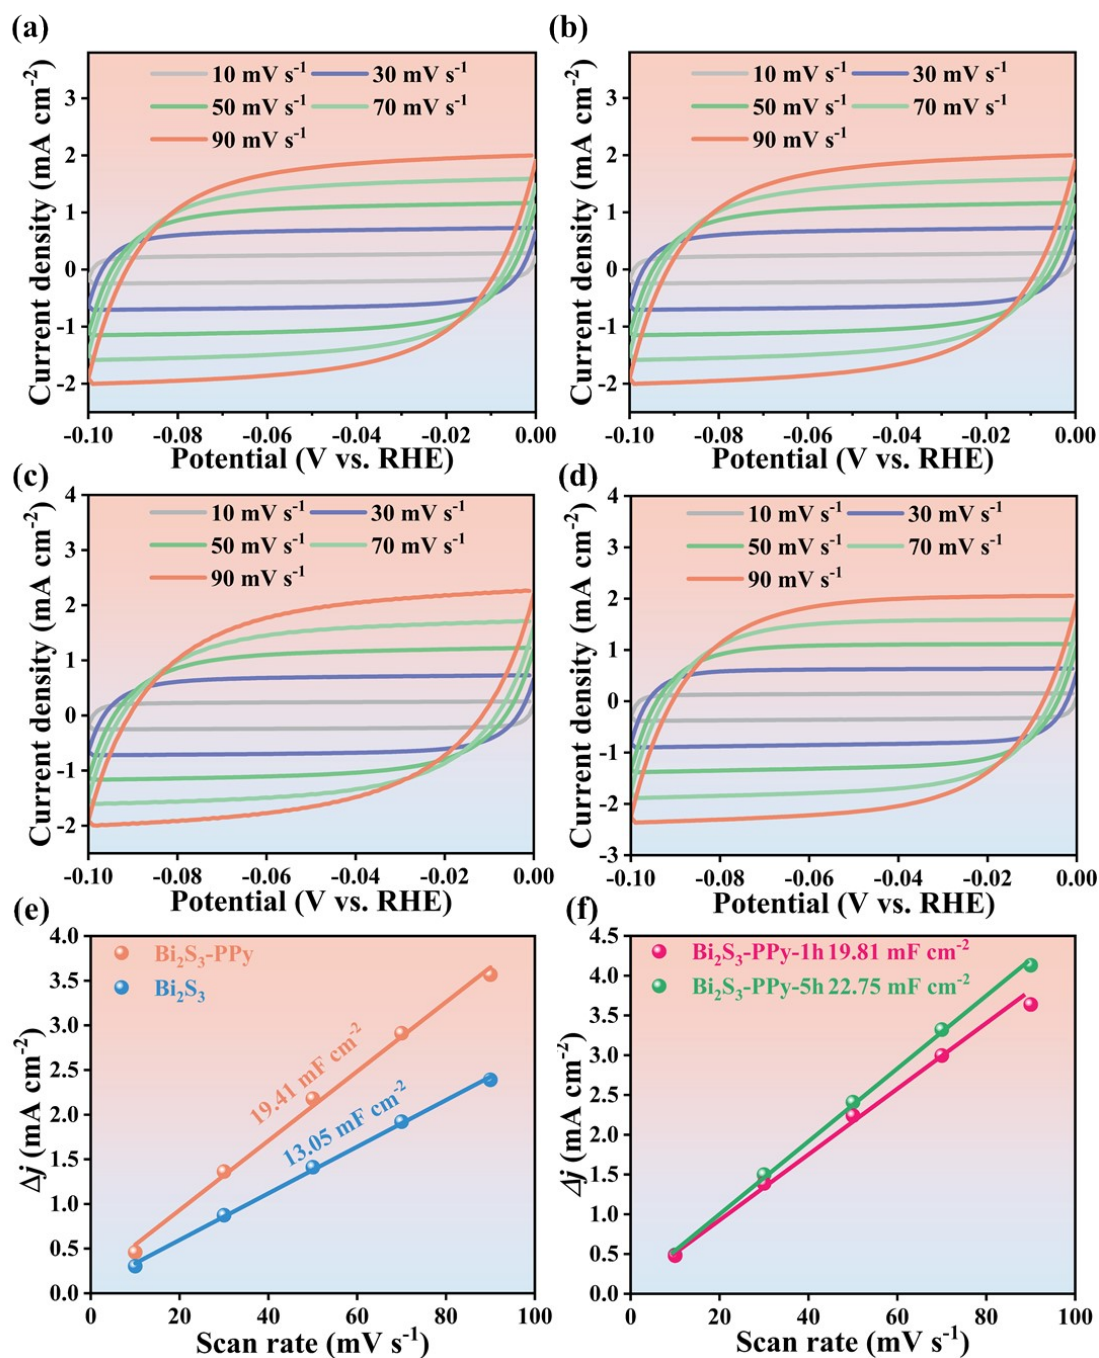 (a)
10 mV s⁻¹ 30 mV s⁻¹
50 mV s⁻¹ 70 mV s⁻¹
90 mV s⁻¹
Current density (mA cm⁻²)
3
2
1
0
-1
-2
-0.10 -0.08 -0.06 -0.04 -0.02 0.00
Potential (V vs. RHE)
(b)
10 mV s⁻¹ 30 mV s⁻¹
50 mV s⁻¹ 70 mV s⁻¹
90 mV s⁻¹
Current density (mA cm⁻²)
3
2
1
0
-1
-2
-0.10 -0.08 -0.06 -0.04 -0.02 0.00
Potential (V vs. RHE)
(c)
10 mV s⁻¹ 30 mV s⁻¹
50 mV s⁻¹ 70 mV s⁻¹
90 mV s⁻¹
Current density (mA cm⁻²)
4
3
2
1
0
-1
-2
-0.10 -0.08 -0.06 -0.04 -0.02 0.00
Potential (V vs. RHE)
(d)
10 mV s⁻¹ 30 mV s⁻¹
50 mV s⁻¹ 70 mV s⁻¹
90 mV s⁻¹
Current density (mA cm⁻²)
4
3
2
1
0
-1
-2
-3
-0.10 -0.08 -0.06 -0.04 -0.02 0.00
Potential (V vs. RHE)
(e)
Bi₂S₃-PPy
Bi₂S₃
19.41 mF cm⁻²
13.05 mF cm⁻²
Δj (mA cm⁻²)
4.0
3.5
3.0
2.5
2.0
1.5
1.0
0.5
0.0
0 20 40 60 80 100
Scan rate (mV s⁻¹)
(f)
Bi₂S₃-PPy-1h 19.81 mF cm⁻²
Bi₂S₃-PPy-5h 22.75 mF cm⁻²
Δj (mA cm⁻²)
4.5
4.0
3.5
3.0
2.5
2.0
1.5
1.0
0.5
0.0
0 20 40 60 80 100
Scan rate (mV s⁻¹)